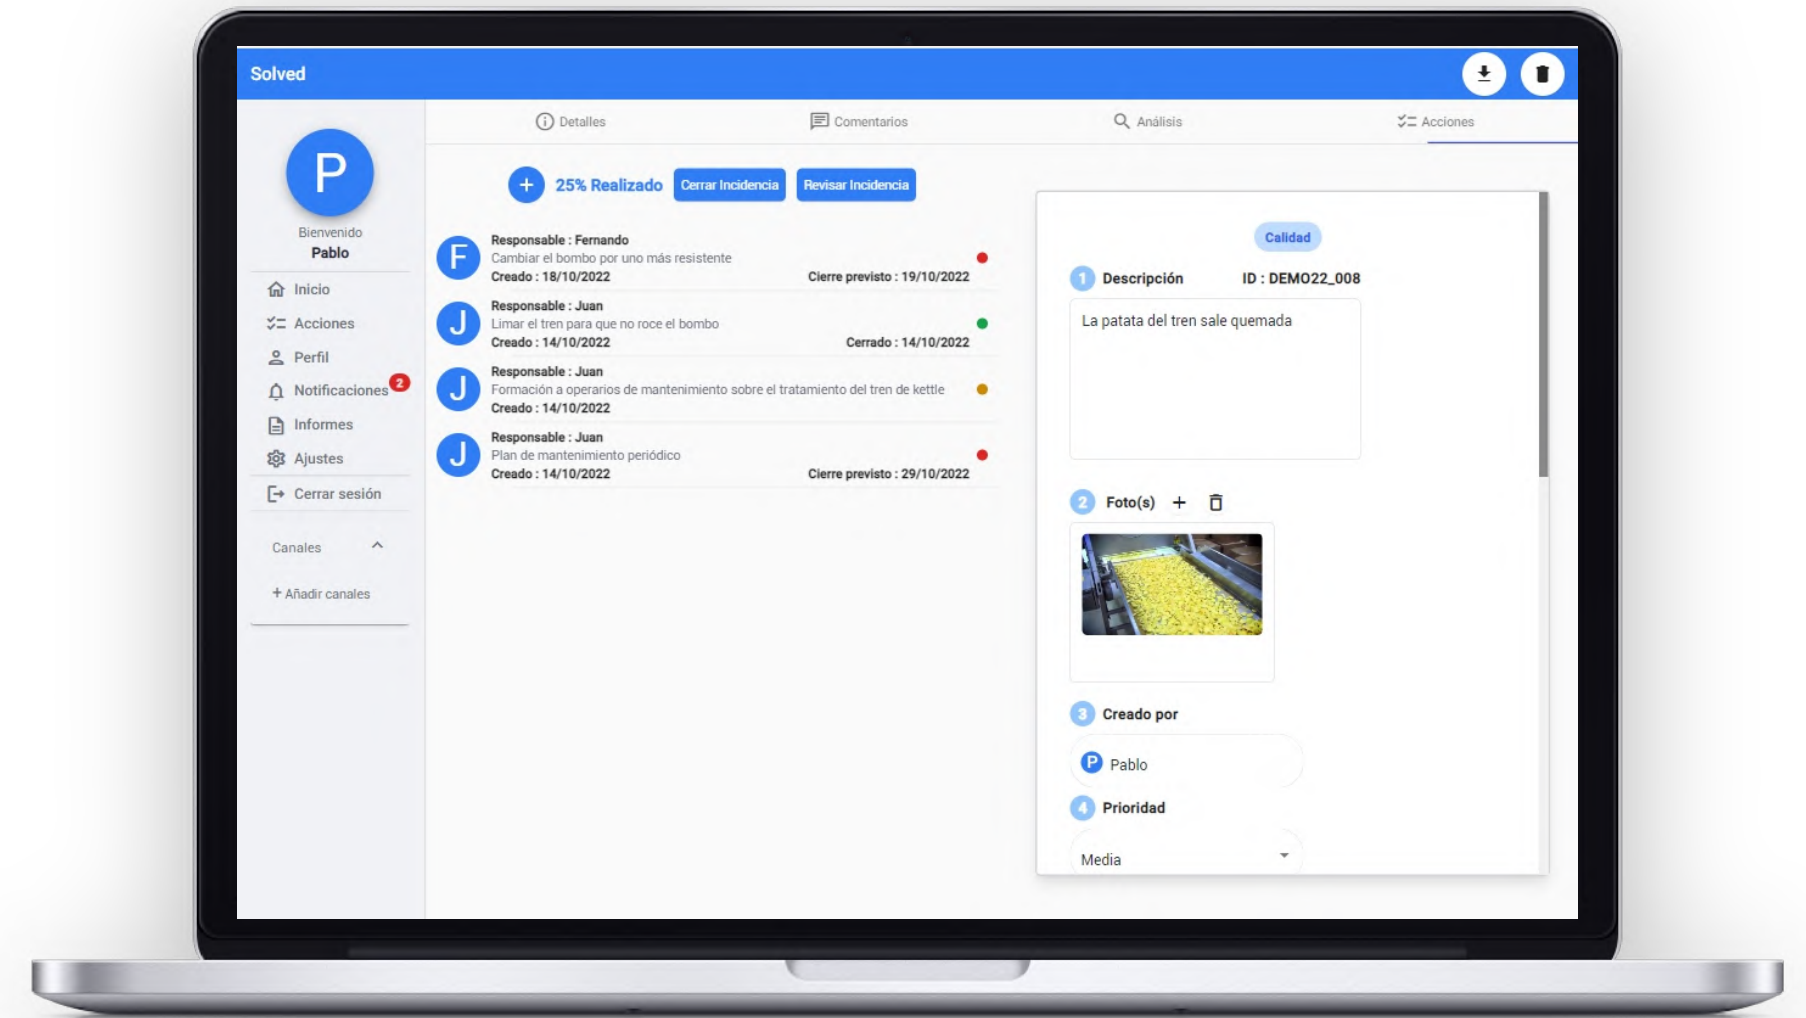 Solved
Detalles
Comentarios
Análisis
Acciones
P
Bienvenido
Pablo
Inicio
Acciones
Perfil
Notificaciones 2
Informes
Ajustes
Cerrar sesión
Canales
+ Añadir canales
+ 25% Realizado Cerrar Incidencia Revisar Incidencia
F
Responsable : Fernando
Cambiar el bombo por uno más resistente
Creado : 18/10/2022 Cierre previsto : 19/10/2022
J
Responsable : Juan
Limar el tren para que no roce el bombo
Creado : 14/10/2022 Cerrado : 14/10/2022
J
Responsable : Juan
Formación a operarios de mantenimiento sobre el tratamiento del tren de kettle
Creado : 14/10/2022
J
Responsable : Juan
Plan de mantenimiento periódico
Creado : 14/10/2022 Cierre previsto : 29/10/2022
Calidad
1 Descripción ID : DEMO22_008
La patata del tren sale quemada
2 Foto(s) +
3 Creado por
P Pablo
4 Prioridad
Media